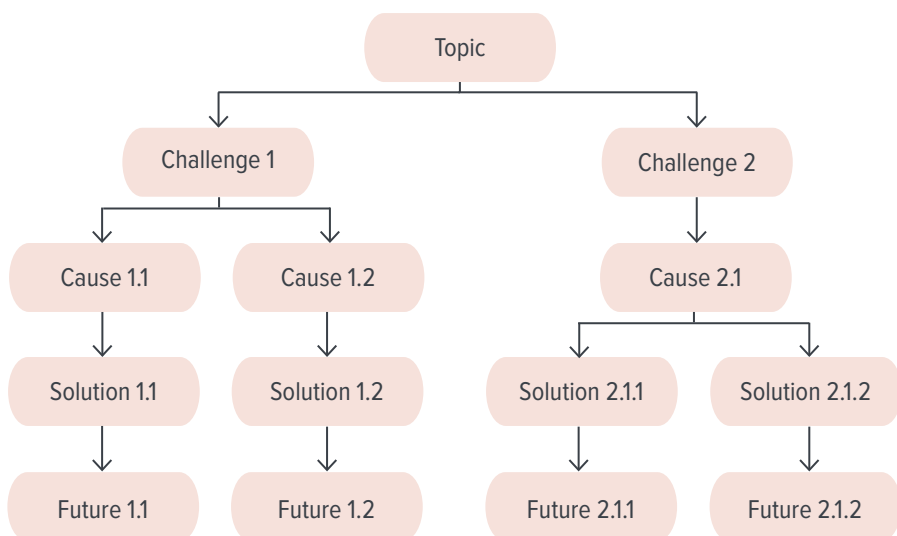 Topic
Challenge 1
Challenge 2
Cause 1.1
Cause 1.2
Cause 2.1
Solution 1.1
Solution 1.2
Solution 2.1.1
Solution 2.1.2
Future 1.1
Future 1.2
Future 2.1.1
Future 2.1.2